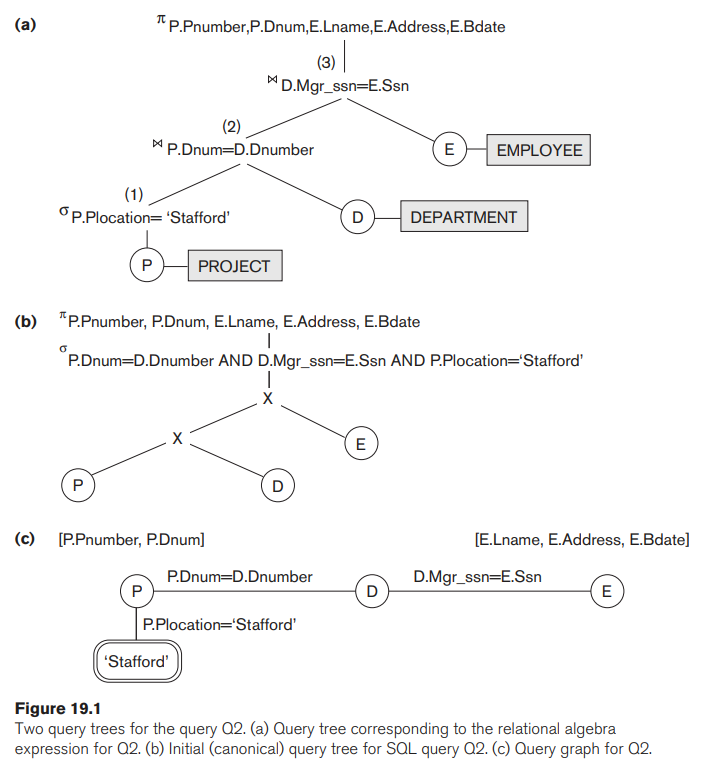 (a)
π P.Pnumber,P.Dnum,E.Lname,E.Address,E.Bdate
(3)
⋈ D.Mgr_ssn=E.Ssn
(2)
⋈ P.Dnum=D.Dnumber
E
EMPLOYEE
(1)
σ P.Plocation= ‘Stafford’
D
DEPARTMENT
P
PROJECT
(b)
π P.Pnumber, P.Dnum, E.Lname, E.Address, E.Bdate
σ P.Dnum=D.Dnumber AND D.Mgr_ssn=E.Ssn AND P.Plocation=‘Stafford’
X
X
E
P
D
(c)
[P.Pnumber, P.Dnum]
[E.Lname, E.Address, E.Bdate]
P.Dnum=D.Dnumber
D.Mgr_ssn=E.Ssn
P
D
E
P.Plocation=‘Stafford’
‘Stafford’
Figure 19.1
Two query trees for the query Q2. (a) Query tree corresponding to the relational algebra
expression for Q2. (b) Initial (canonical) query tree for SQL query Q2. (c) Query graph for Q2.